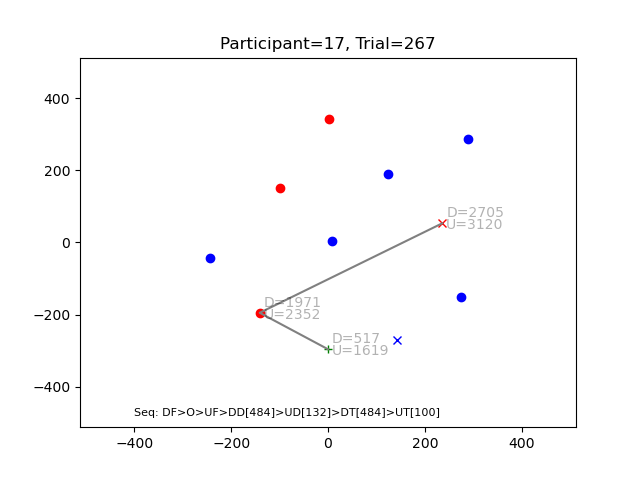 Participant=17, Trial=267
400
200
0
−200
−400
D=2705
U=3120
D=1971
U=2352
D=517
U=1619
Seq: DF>O>UF>DD[484]>UD[132]>DT[484]>UT[100]
−400 −200 0 200 400